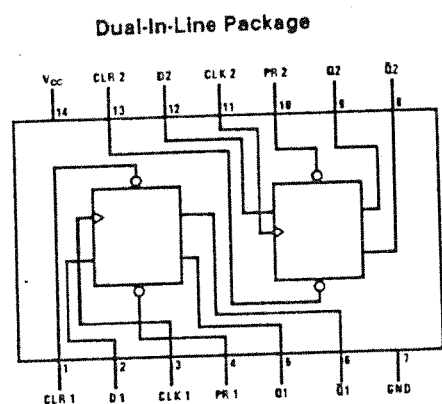 Dual-In-Line Package
VCC CLR 2 D2 CLK 2 PR 2 Q2 Q̄2
14 13 12 11 10 9 8
1 2 3 4 5 6 7
CLR 1 D1 CLK 1 PR 1 Q1 Q̄1 GND